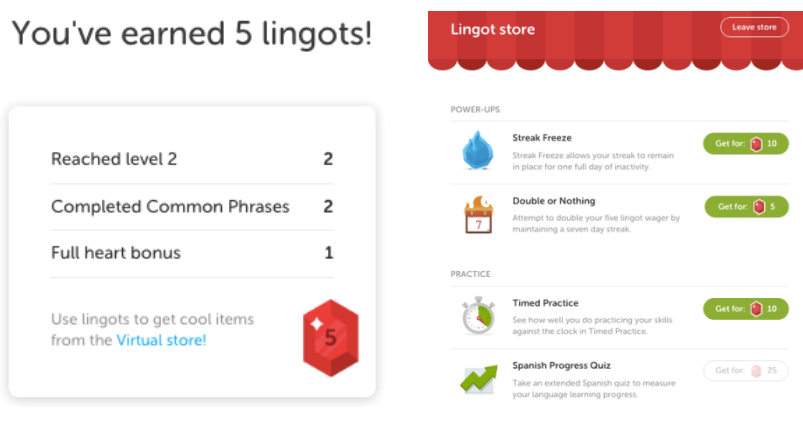 You've earned 5 lingots!
Reached level 2 2
Completed Common Phrases 2
Full heart bonus 1
Use lingots to get cool items
from the Virtual store!
5
Lingot store
Leave store
POWER-UPS
Streak Freeze
Streak Freeze allows your streak to remain
in place for one full day of inactivity.
Get for: 10
Double or Nothing
Attempt to double your five lingot wager by
maintaining a seven day streak.
7
Get for: 5
PRACTICE
Timed Practice
See how well you do practicing your skills
against the clock in Timed Practice.
Get for: 10
Spanish Progress Quiz
Take an extended Spanish quiz to measure
your language learning progress.
Get for: 25